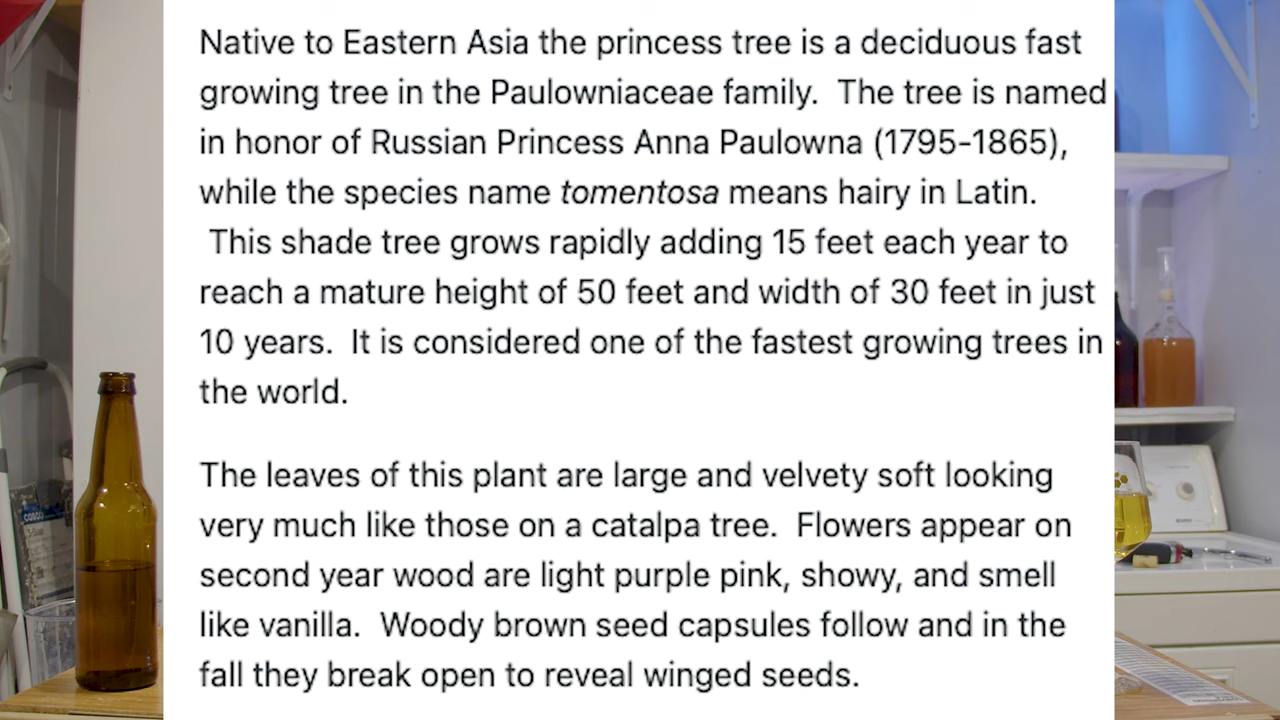 Native to Eastern Asia the princess tree is a deciduous fast
growing tree in the Paulowniaceae family.  The tree is named
in honor of Russian Princess Anna Paulowna (1795-1865),
while the species name tomentosa means hairy in Latin.
This shade tree grows rapidly adding 15 feet each year to
reach a mature height of 50 feet and width of 30 feet in just
10 years.  It is considered one of the fastest growing trees in
the world.
The leaves of this plant are large and velvety soft looking
very much like those on a catalpa tree.  Flowers appear on
second year wood are light purple pink, showy, and smell
like vanilla.  Woody brown seed capsules follow and in the
fall they break open to reveal winged seeds.
COSCO